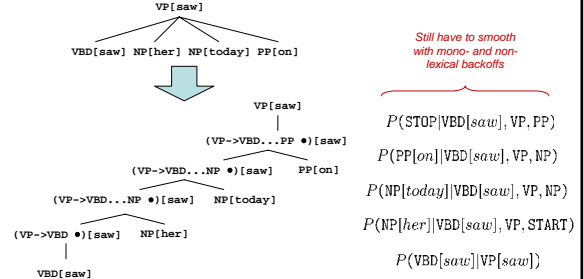 VP[saw]
VBD[saw] NP[her] NP[today] PP[on]
Still have to smooth
with mono- and non-
lexical backoffs
VP[saw]
(VP->VBD...PP •)[saw]
(VP->VBD...NP •)[saw] PP[on]
(VP->VBD...NP •)[saw] NP[today]
(VP->VBD •)[saw] NP[her]
VBD[saw]
P(STOP|VBD[saw], VP, PP)
P(PP[on]|VBD[saw], VP, NP)
P(NP[today]|VBD[saw], VP, NP)
P(NP[her]|VBD[saw], VP, START)
P(VBD[saw]|VP[saw])